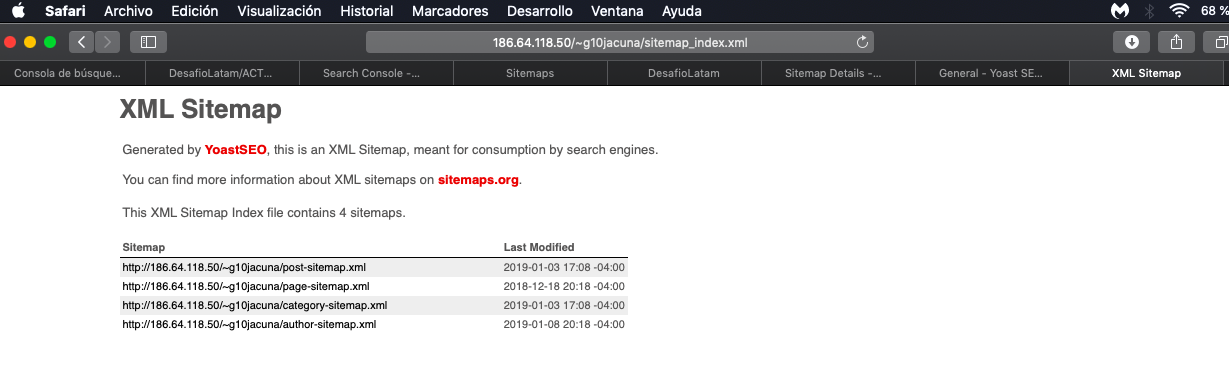 Safari Archivo Edición Visualización Historial Marcadores Desarrollo Ventana Ayuda 68 %
186.64.118.50/~g10jacuna/sitemap_index.xml
Consola de búsque... DesafioLatam/ACT... Search Console -... Sitemaps DesafioLatam Sitemap Details -... General - Yoast SE... XML Sitemap
XML Sitemap
Generated by YoastSEO, this is an XML Sitemap, meant for consumption by search engines.
You can find more information about XML sitemaps on sitemaps.org.
This XML Sitemap Index file contains 4 sitemaps.
Sitemap Last Modified
http://186.64.118.50/~g10jacuna/post-sitemap.xml 2019-01-03 17:08 -04:00
http://186.64.118.50/~g10jacuna/page-sitemap.xml 2018-12-18 20:18 -04:00
http://186.64.118.50/~g10jacuna/category-sitemap.xml 2019-01-03 17:08 -04:00
http://186.64.118.50/~g10jacuna/author-sitemap.xml 2019-01-08 20:18 -04:00